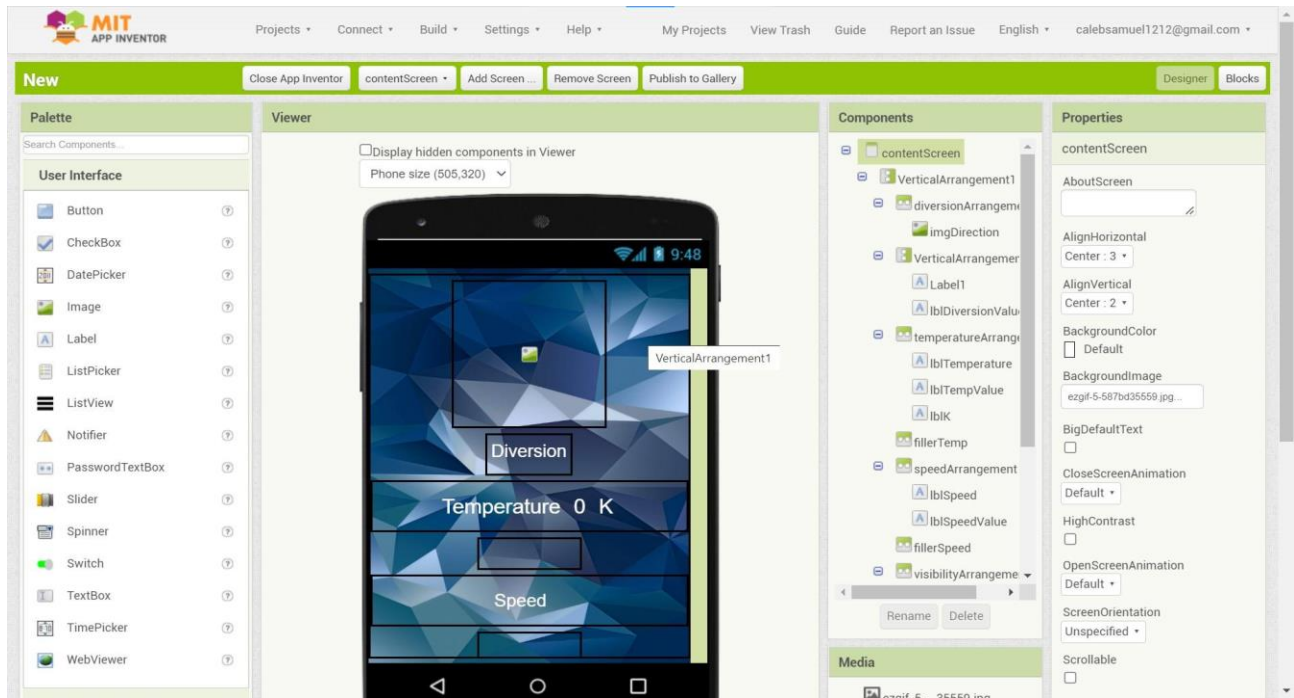 MIT
APP INVENTOR
Projects
Connect
Build
Settings
Help
My Projects
View Trash
Guide
Report an Issue
English
calebsamuel1212@gmail.com
New
Close App Inventor
contentScreen
Add Screen ...
Remove Screen
Publish to Gallery
Designer
Blocks
Palette
Search Components...
User Interface
Button
CheckBox
DatePicker
Image
Label
ListPicker
ListView
Notifier
PasswordTextBox
Slider
Spinner
Switch
TextBox
TimePicker
WebViewer
Viewer
Display hidden components in Viewer
Phone size (505,320)
9:48
VerticalArrangement1
Diversion
Temperature 0 K
Speed
Components
contentScreen
VerticalArrangement1
diversionArrangeme
imgDirection
VerticalArrangemer
Label1
lblDiversionValu
temperatureArrange
lblTemperature
lblTempValue
lblK
fillerTemp
speedArrangement
lblSpeed
lblSpeedValue
fillerSpeed
visibilityArrangeme
Rename
Delete
Media
ezgif-5-...35559.jpg
Properties
contentScreen
AboutScreen
AlignHorizontal
Center : 3
AlignVertical
Center : 2
BackgroundColor
Default
BackgroundImage
ezgif-5-587bd35559.jpg...
BigDefaultText
CloseScreenAnimation
Default
HighContrast
OpenScreenAnimation
Default
ScreenOrientation
Unspecified
Scrollable